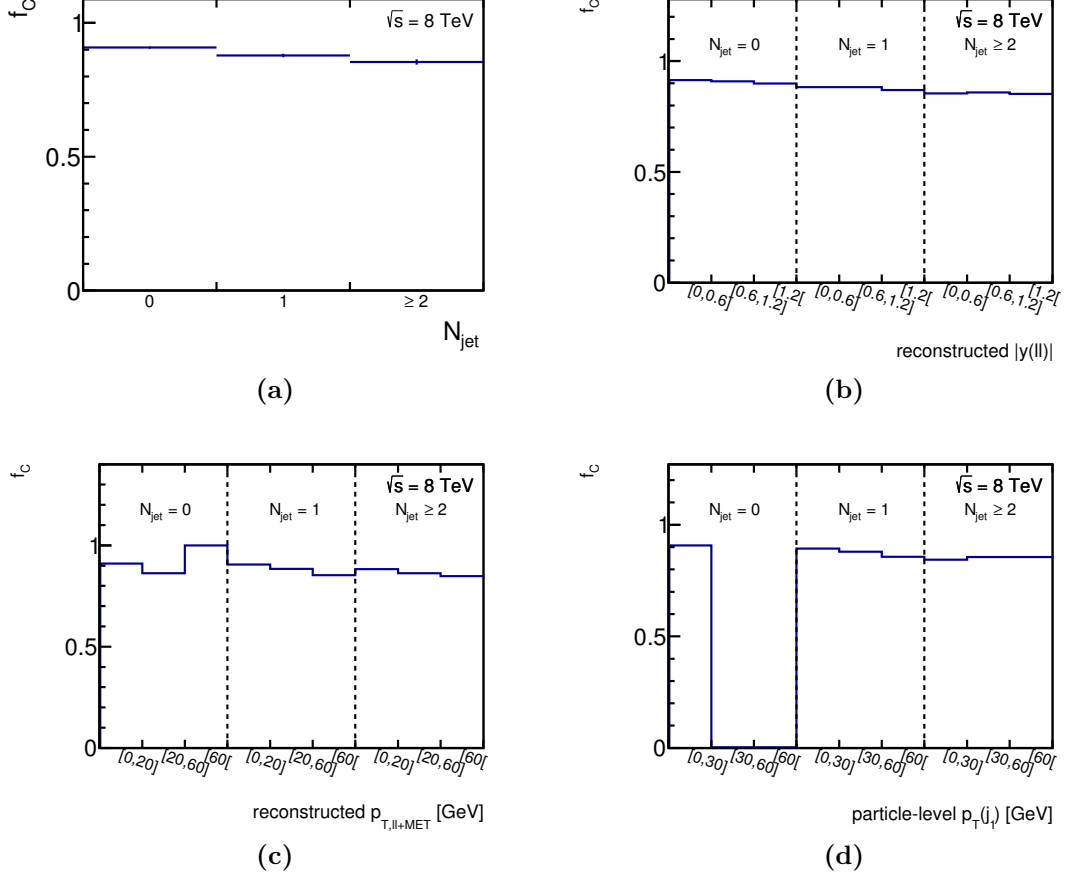 f_C
√s = 8 TeV
1
0.5
0
0 1 ≥ 2
N_jet
(a)
f_C
√s = 8 TeV
N_jet = 0 N_jet = 1 N_jet ≥ 2
1
0.5
0
[0,0.6] [0.6,1.2] [1.2[ [0,0.6] [0.6,1.2] [1.2[ [0,0.6] [0.6,1.2] [1.2[
reconstructed |y(ll)|
(b)
f_C
√s = 8 TeV
N_jet = 0 N_jet = 1 N_jet ≥ 2
1
0.5
0
[0,20] [20,60] [60[ [0,20] [20,60] [60[ [0,20] [20,60] [60[
reconstructed p_T,ll+MET [GeV]
(c)
f_C
√s = 8 TeV
N_jet = 0 N_jet = 1 N_jet ≥ 2
1
0.5
0
[0,30] [30,60] [60[ [0,30] [30,60] [60[ [0,30] [30,60] [60[
particle-level p_T(j_1) [GeV]
(d)